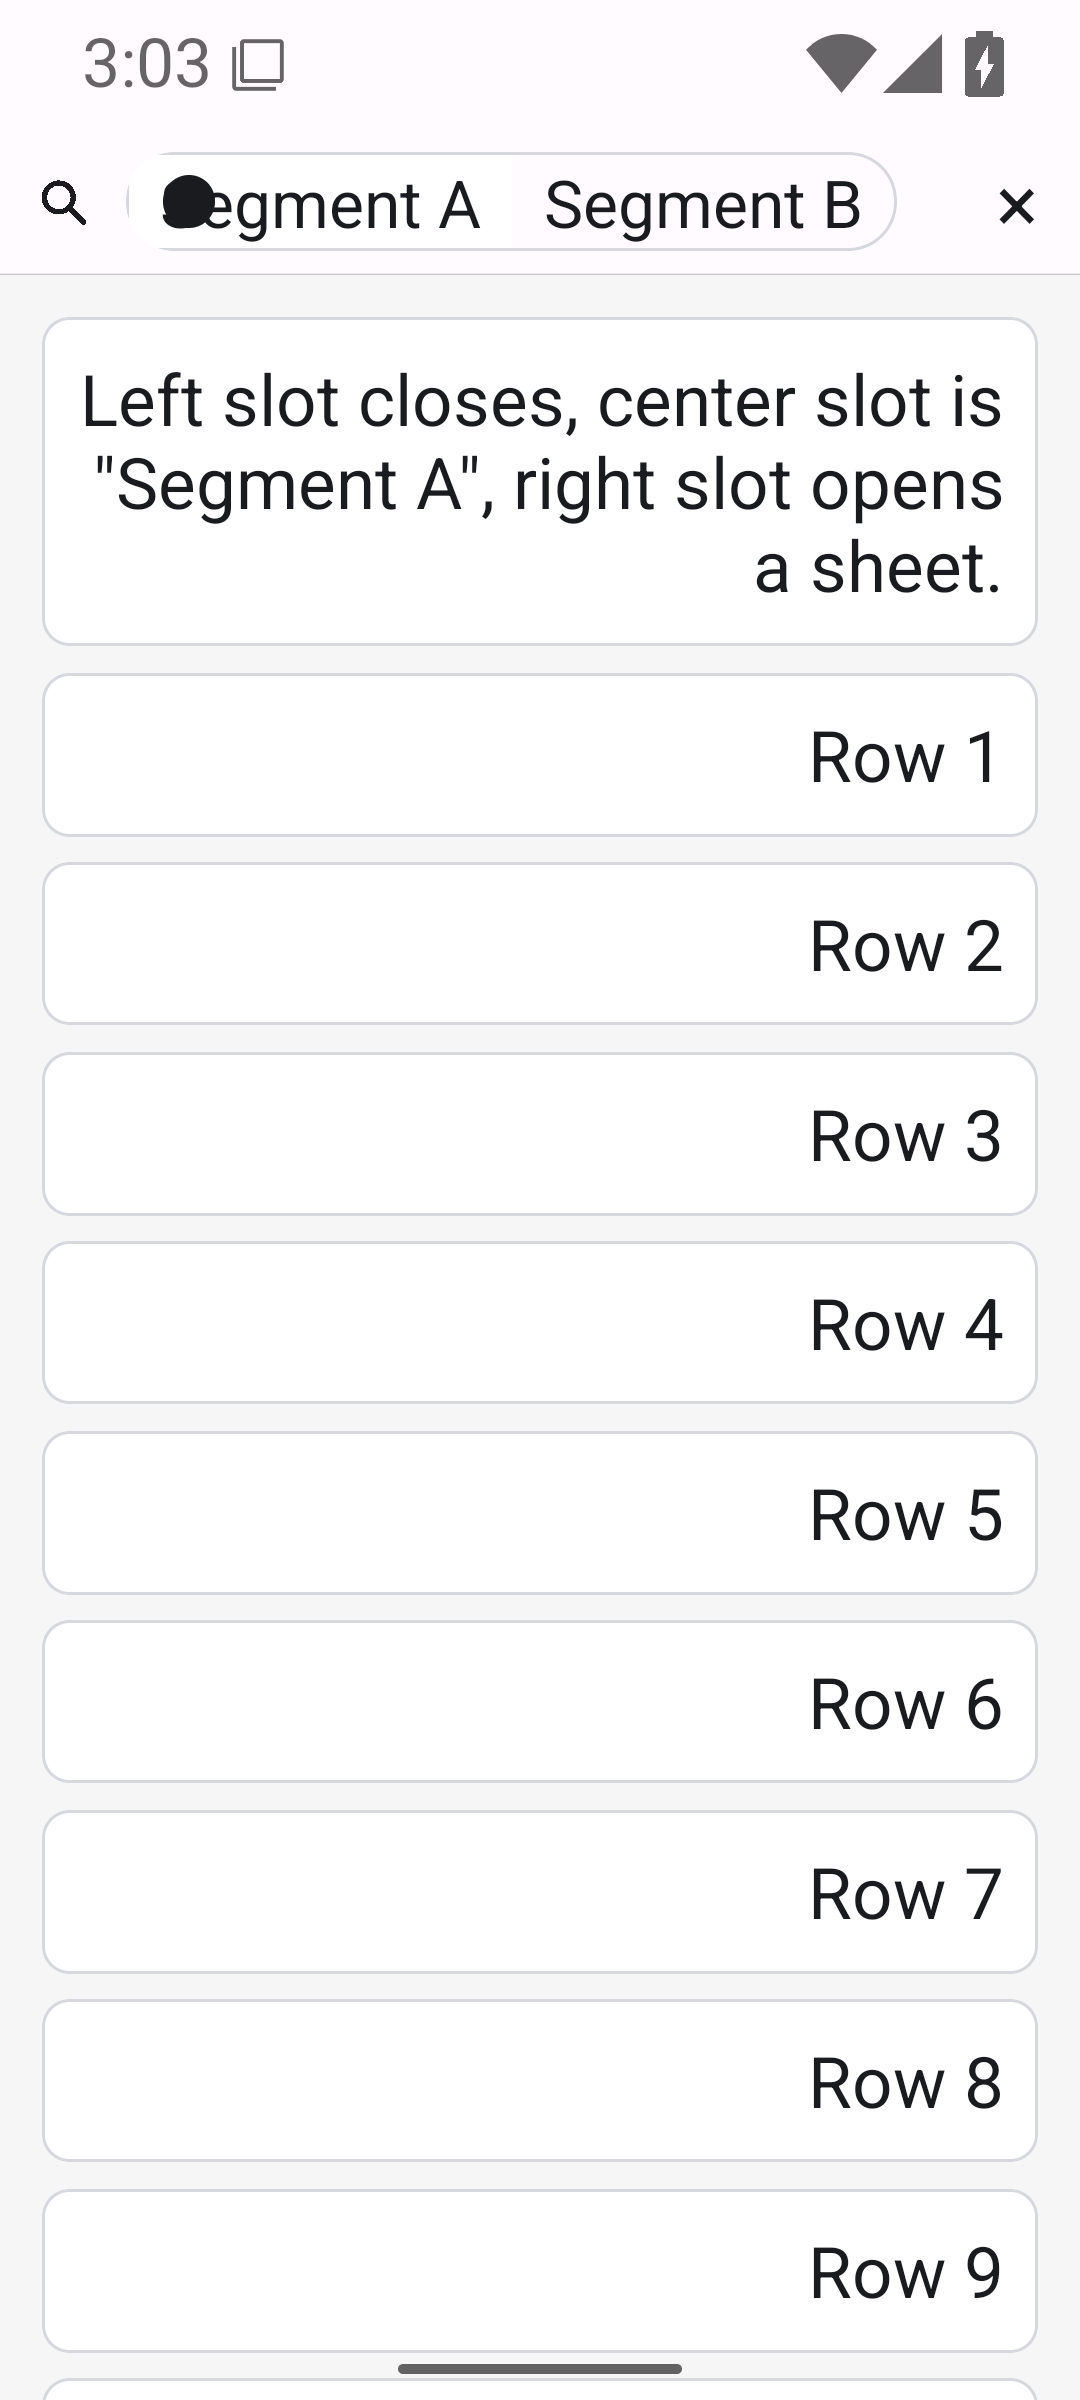 3:03
Segment A Segment B
Left slot closes, center slot is
"Segment A", right slot opens
a sheet.
Row 1
Row 2
Row 3
Row 4
Row 5
Row 6
Row 7
Row 8
Row 9